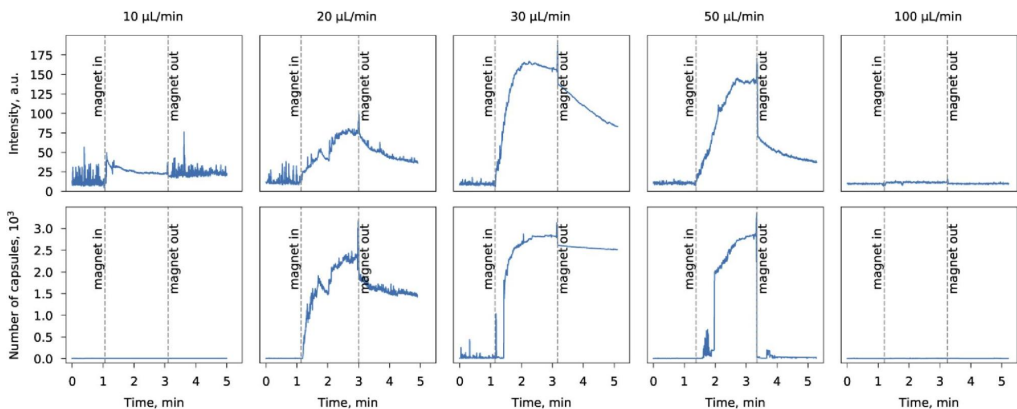 10 µL/min 20 µL/min 30 µL/min 50 µL/min 100 µL/min
Intensity, a.u.
175
150
125
100
75
50
25
0
magnet in magnet out magnet in magnet out magnet in magnet out magnet in magnet out magnet in magnet out
Number of capsules, 10³
3.0
2.5
2.0
1.5
1.0
0.5
0.0
magnet in magnet out magnet in magnet out magnet in magnet out magnet in magnet out magnet in magnet out
0 1 2 3 4 5 0 1 2 3 4 5 0 1 2 3 4 5 0 1 2 3 4 5 0 1 2 3 4 5
Time, min Time, min Time, min Time, min Time, min